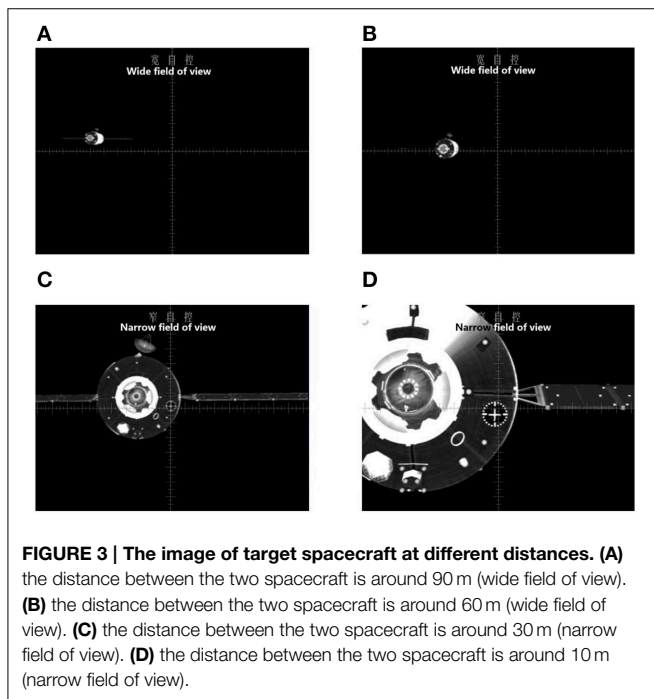 A
宽 自 控
Wide field of view
B
宽 自 控
Wide field of view
C
窄 自 控
Narrow field of view
D
窄 自 控
Narrow field of view
FIGURE 3 | The image of target spacecraft at different distances. (A)
the distance between the two spacecraft is around 90 m (wide field of view).
(B) the distance between the two spacecraft is around 60 m (wide field of
view). (C) the distance between the two spacecraft is around 30 m (narrow
field of view). (D) the distance between the two spacecraft is around 10 m
(narrow field of view).